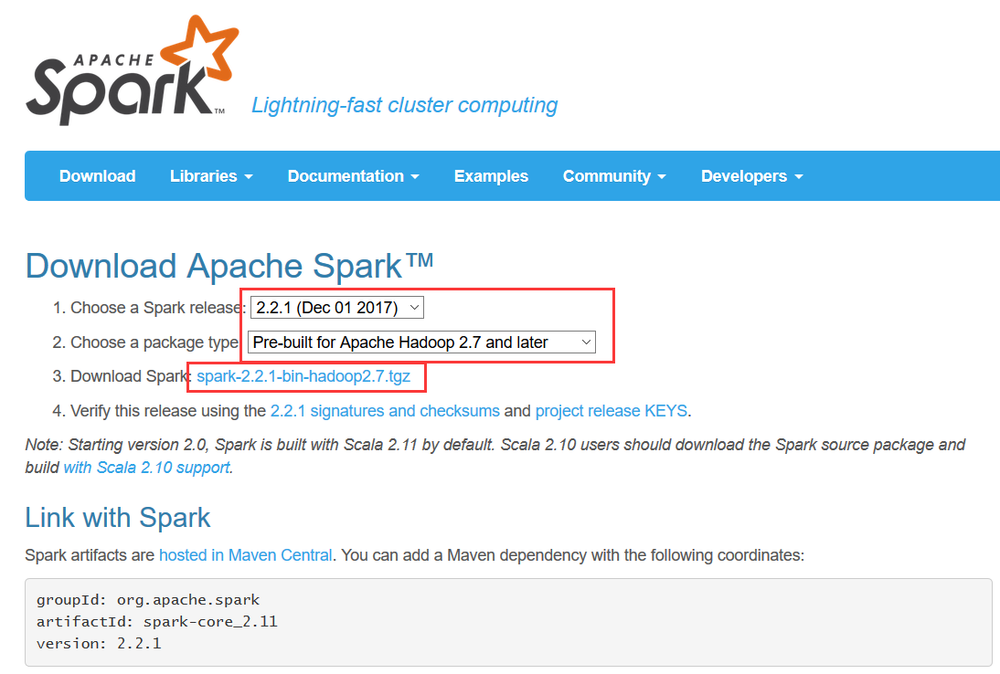 APACHE
Spark™
Lightning-fast cluster computing
Download Libraries Documentation Examples Community Developers
Download Apache Spark™
1. Choose a Spark release: 2.2.1 (Dec 01 2017)
2. Choose a package type Pre-built for Apache Hadoop 2.7 and later
3. Download Spark: spark-2.2.1-bin-hadoop2.7.tgz
4. Verify this release using the 2.2.1 signatures and checksums and project release KEYS.
Note: Starting version 2.0, Spark is built with Scala 2.11 by default. Scala 2.10 users should download the Spark source package and
build with Scala 2.10 support.
Link with Spark
Spark artifacts are hosted in Maven Central. You can add a Maven dependency with the following coordinates:
groupId: org.apache.spark
artifactId: spark-core_2.11
version: 2.2.1